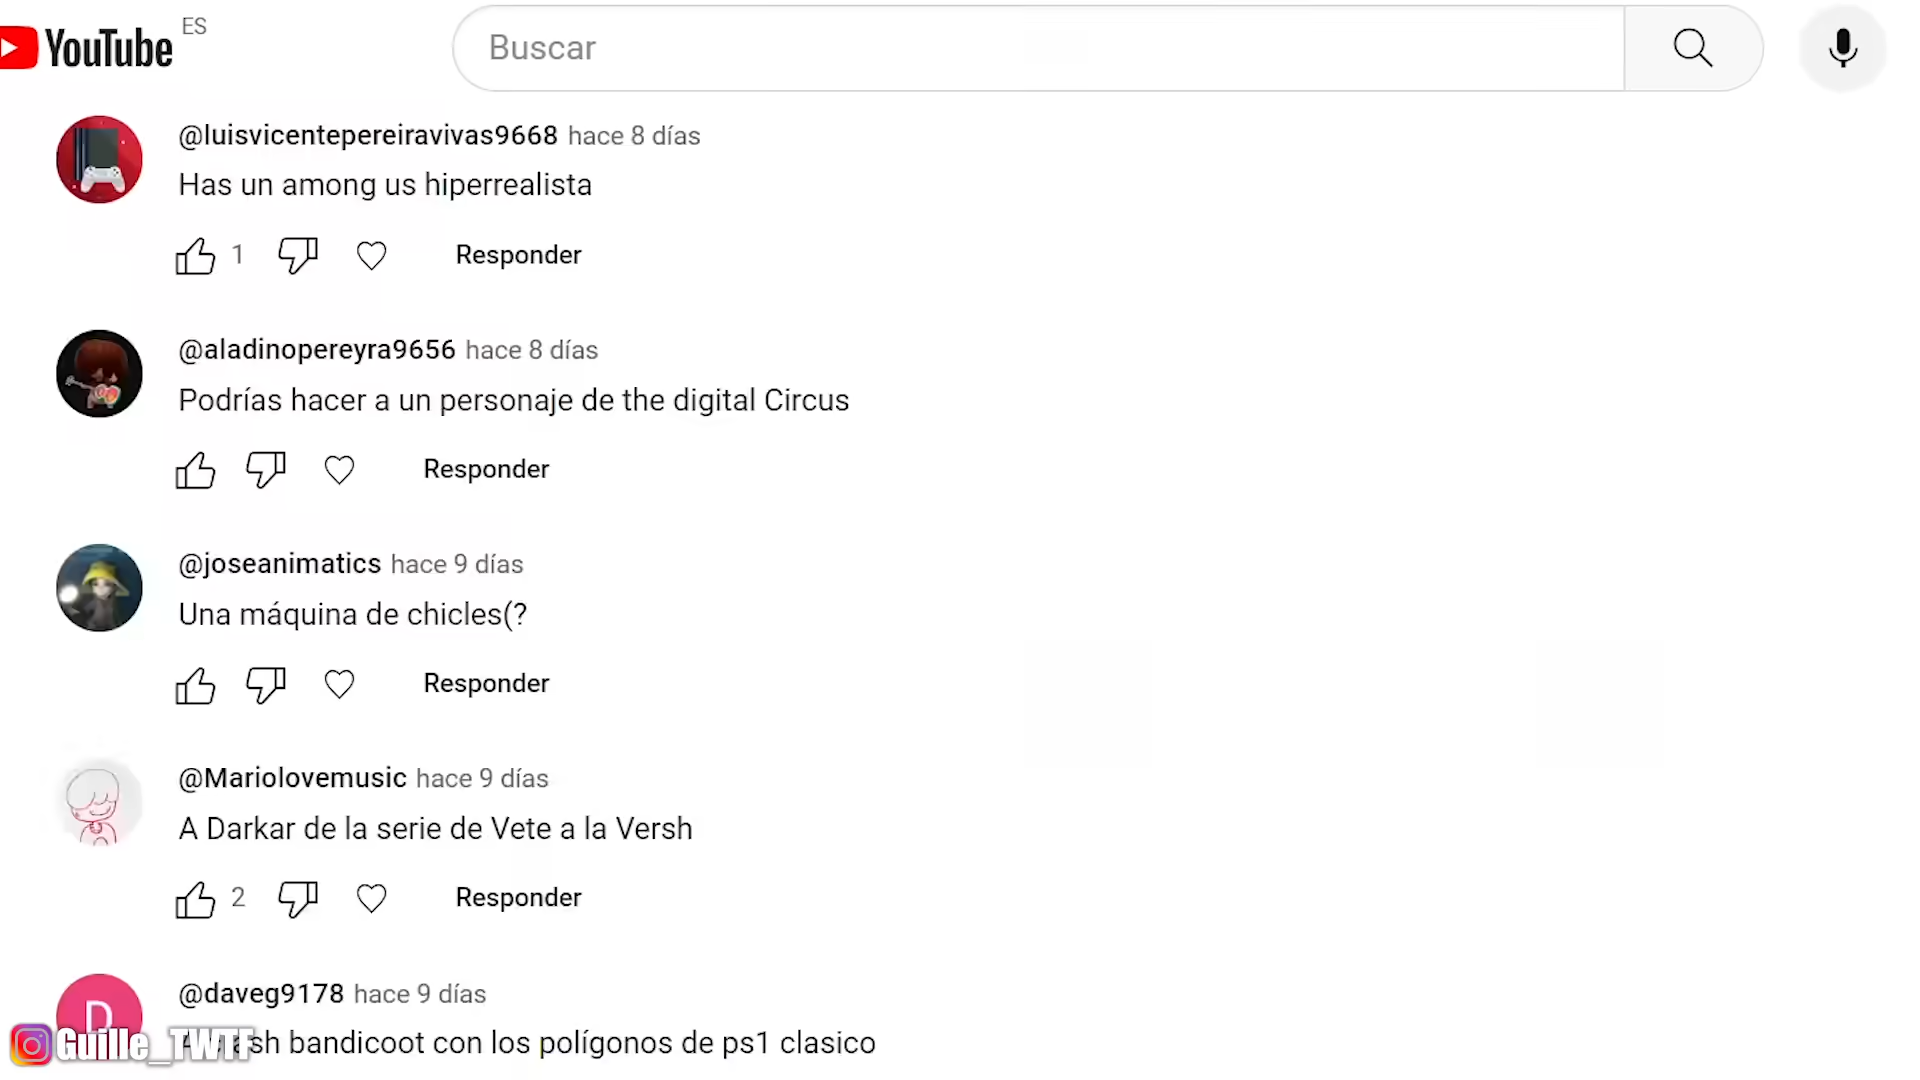 YouTube ES
Buscar
@luisvicentepereiravivas9668 hace 8 días
Has un among us hiperrealista
1 Responder
@aladinopereyra9656 hace 8 días
Podrías hacer a un personaje de the digital Circus
Responder
@joseanimatics hace 9 días
Una máquina de chicles(?
Responder
@Mariolovemusic hace 9 días
A Darkar de la serie de Vete a la Versh
2 Responder
D
@daveg9178 hace 9 días
bandicoot con los polígonos de ps1 clasico
Guille_TWTF